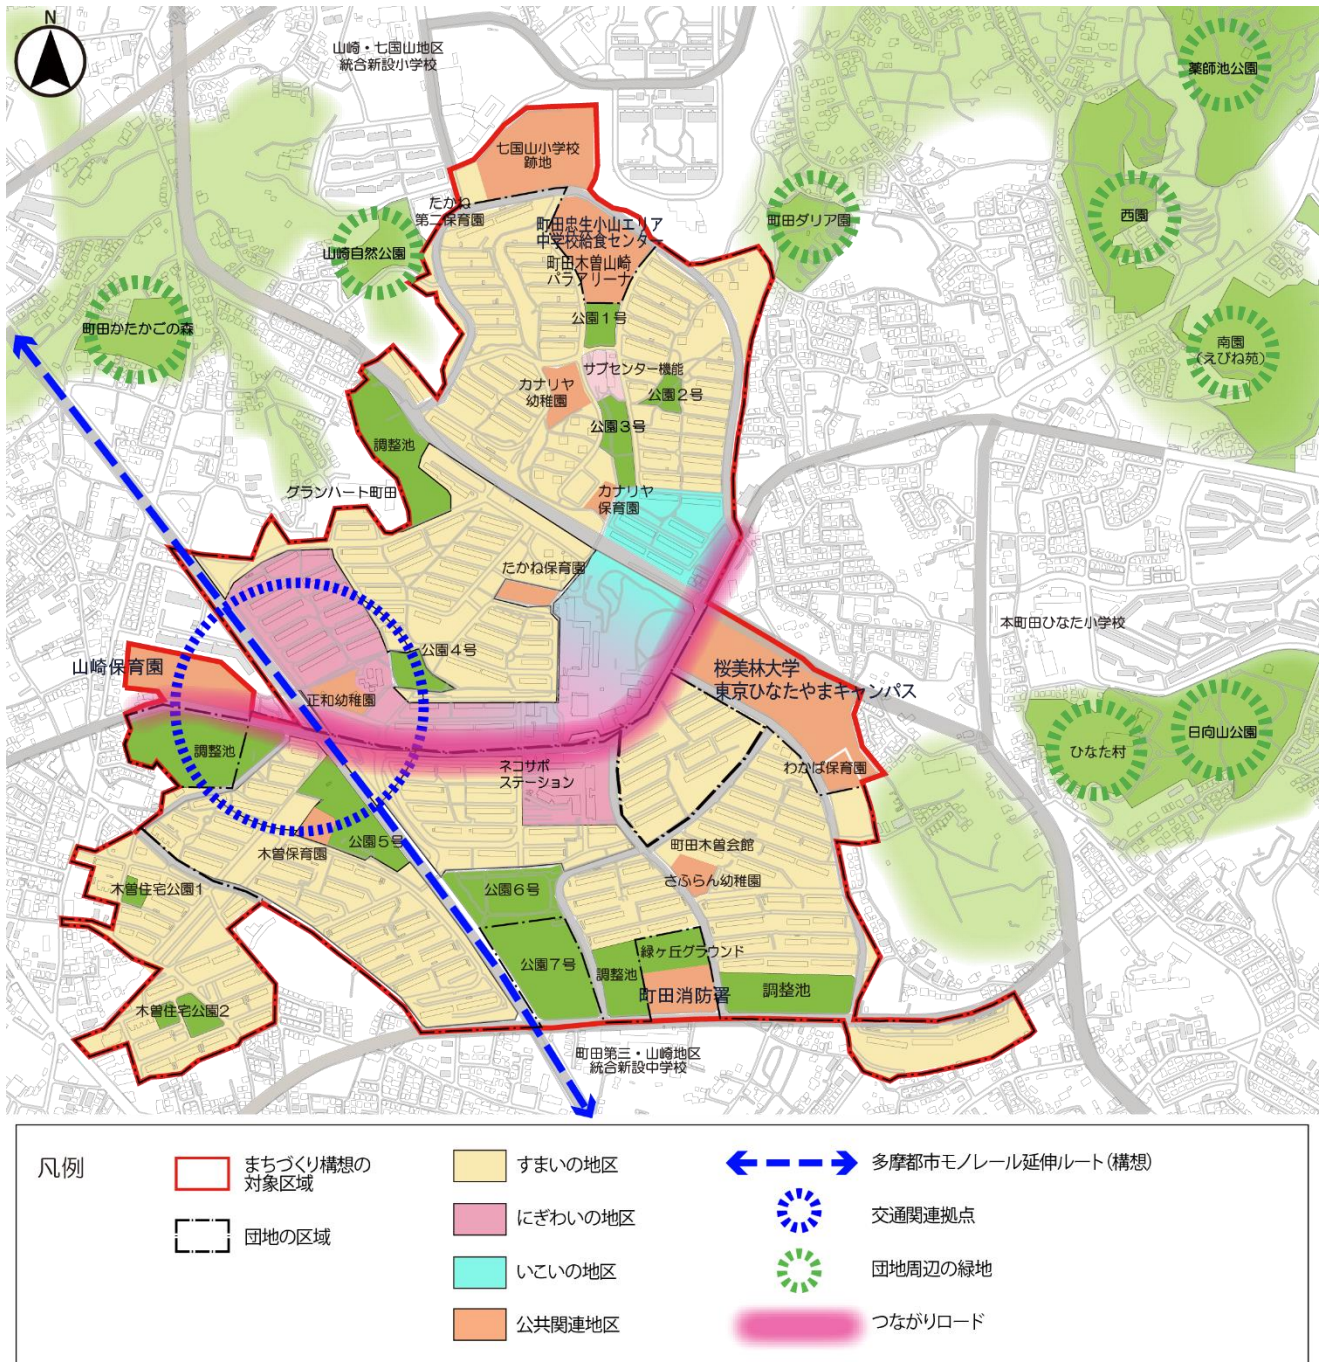 N
山崎・七国山地区
統合新設小学校
薬師池公園
七国山小学校
跡地
たかね
第二保育園
町田忠生小山エリア
中学校給食センター
町田木曽山崎
パラアリーナ
町田ダリア園
西園
山崎自然公園
町田かたかごの森
公園1号
南園
(えびね苑)
サブセンター機能
カナリヤ
幼稚園
公園2号
公園3号
調整池
グランハート町田
カナリヤ
保育園
たかね保育園
本町田ひなた小学校
公園4号
山崎保育園
正和幼稚園
桜美林大学
東京ひなたやまキャンパス
日向山公園
ひなた村
調整池
ネコサポ
ステーション
わかば保育園
公園5号
木曽保育園
町田木曽会館
さふらん幼稚園
木曽住宅公園1
公園6号
緑ヶ丘グラウンド
公園7号
調整池
町田消防署
調整池
木曽住宅公園2
町田第三・山崎地区
統合新設中学校
凡例
まちづくり構想の
対象区域
団地の区域
すまいの地区
にぎわいの地区
いこいの地区
公共関連地区
多摩都市モノレール延伸ルート(構想)
交通関連拠点
団地周辺の緑地
つながりロード